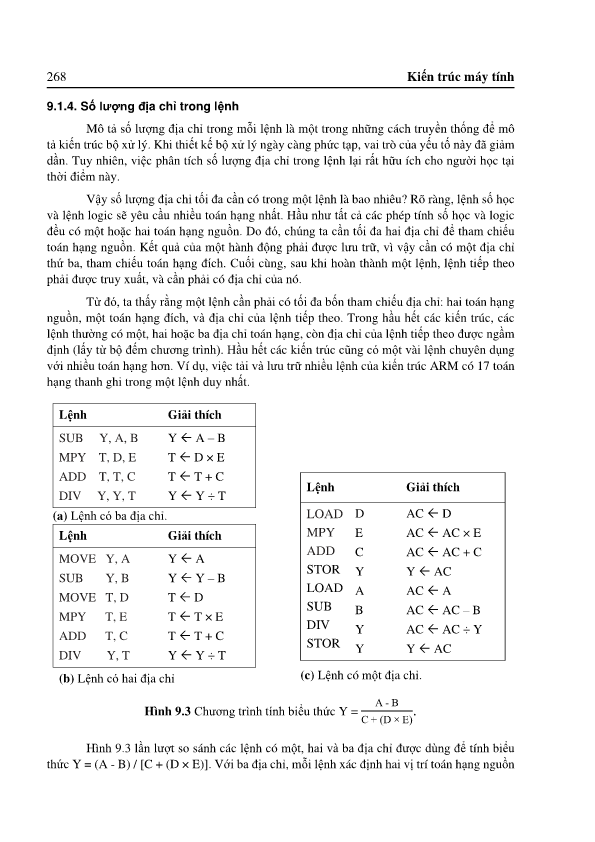 268 Kiến trúc máy tính
9.1.4. Số lượng địa chỉ trong lệnh
Mô tả số lượng địa chỉ trong mỗi lệnh là một trong những cách truyền thống để mô
tả kiến trúc bộ xử lý. Khi thiết kế bộ xử lý ngày càng phức tạp, vai trò của yếu tố này đã giảm
dần. Tuy nhiên, việc phân tích số lượng địa chỉ trong lệnh lại rất hữu ích cho người học tại
thời điểm này.
Vậy số lượng địa chỉ tối đa cần có trong một lệnh là bao nhiêu? Rõ ràng, lệnh số học
và lệnh logic sẽ yêu cầu nhiều toán hạng nhất. Hầu như tất cả các phép tính số học và logic
đều có một hoặc hai toán hạng nguồn. Do đó, chúng ta cần tối đa hai địa chỉ để tham chiếu
toán hạng nguồn. Kết quả của một hành động phải được lưu trữ, vì vậy cần có một địa chỉ
thứ ba, tham chiếu toán hạng đích. Cuối cùng, sau khi hoàn thành một lệnh, lệnh tiếp theo
phải được truy xuất, và cần phải có địa chỉ của nó.
Từ đó, ta thấy rằng một lệnh cần phải có tối đa bốn tham chiếu địa chỉ: hai toán hạng
nguồn, một toán hạng đích, và địa chỉ của lệnh tiếp theo. Trong hầu hết các kiến trúc, các
lệnh thường có một, hai hoặc ba địa chỉ toán hạng, còn địa chỉ của lệnh tiếp theo được ngầm
định (lấy từ bộ đếm chương trình). Hầu hết các kiến trúc cũng có một vài lệnh chuyên dụng
với nhiều toán hạng hơn. Ví dụ, việc tải và lưu trữ nhiều lệnh của kiến trúc ARM có 17 toán
hạng thanh ghi trong một lệnh duy nhất.
Lệnh Giải thích
SUB Y, A, B Y ← A – B
MPY T, D, E T ← D × E
ADD T, T, C T ← T + C
DIV Y, Y, T Y ← Y ÷ T
(a) Lệnh có ba địa chỉ.
Lệnh Giải thích
MOVE Y, A Y ← A
SUB Y, B Y ← Y – B
MOVE T, D T ← D
MPY T, E T ← T × E
ADD T, C T ← T + C
DIV Y, T Y ← Y ÷ T
(b) Lệnh có hai địa chỉ
Lệnh Giải thích
LOAD D AC ← D
MPY E AC ← AC × E
ADD C AC ← AC + C
STOR Y Y ← AC
LOAD A AC ← A
SUB B AC ← AC – B
DIV Y AC ← AC ÷ Y
STOR Y Y ← AC
(c) Lệnh có một địa chỉ.
Hình 9.3 Chương trình tính biểu thức Y = A - B / C + (D × E).
Hình 9.3 lần lượt so sánh các lệnh có một, hai và ba địa chỉ được dùng để tính biểu
thức Y = (A - B) / [C + (D × E)]. Với ba địa chỉ, mỗi lệnh xác định hai vị trí toán hạng nguồn